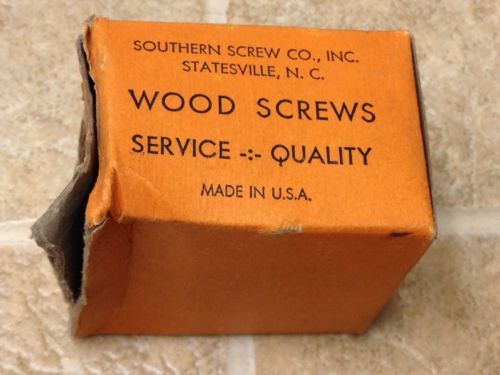 SOUTHERN SCREW CO., INC.
STATESVILLE, N. C.
WOOD SCREWS
SERVICE -:- QUALITY
MADE IN U.S.A.